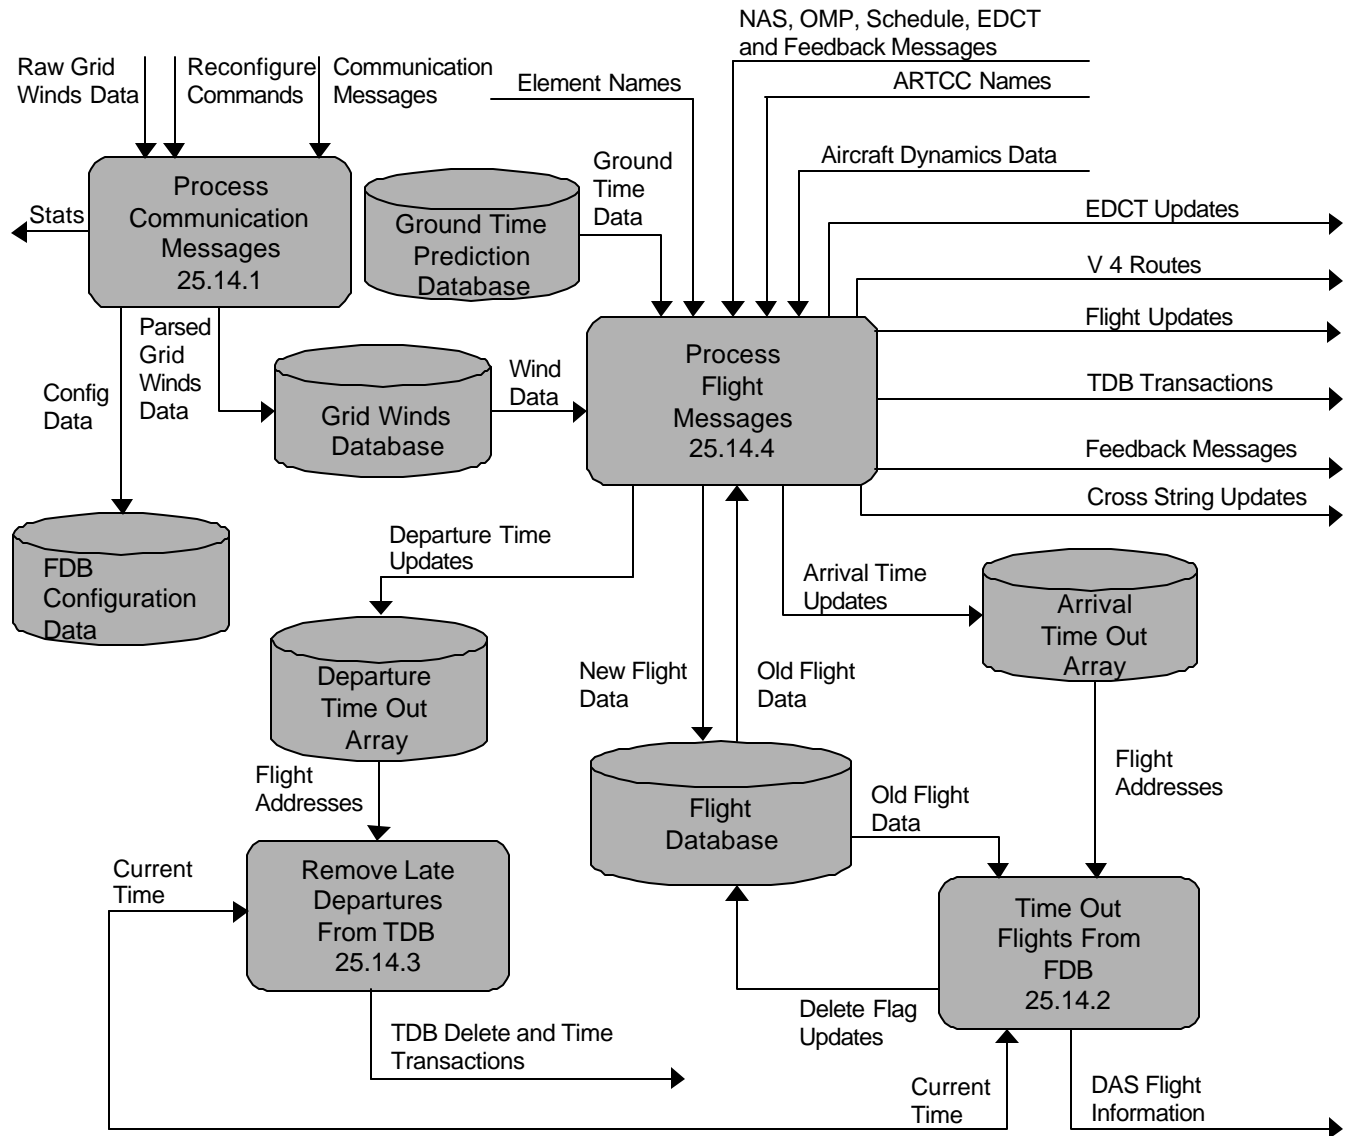 NAS, OMP, Schedule, EDCT
and Feedback Messages
Raw Grid
Winds Data
Reconfigure
Commands
Communication
Messages
Element Names
ARTCC Names
Aircraft Dynamics Data
Ground
Time
Data
Process
Communication
Messages
25.14.1
Stats
Ground Time
Prediction
Database
EDCT Updates
V 4 Routes
Flight Updates
TDB Transactions
Feedback Messages
Cross String Updates
Parsed
Grid
Winds
Data
Config
Data
Grid Winds
Database
Wind
Data
Process
Flight
Messages
25.14.4
FDB
Configuration
Data
Departure Time
Updates
Arrival Time
Updates
Arrival
Time Out
Array
Departure
Time Out
Array
New Flight
Data
Old Flight
Data
Flight
Addresses
Flight
Addresses
Flight
Database
Old Flight
Data
Current
Time
Remove Late
Departures
From TDB
25.14.3
Time Out
Flights From
FDB
25.14.2
Delete Flag
Updates
TDB Delete and Time
Transactions
Current
Time
DAS Flight
Information